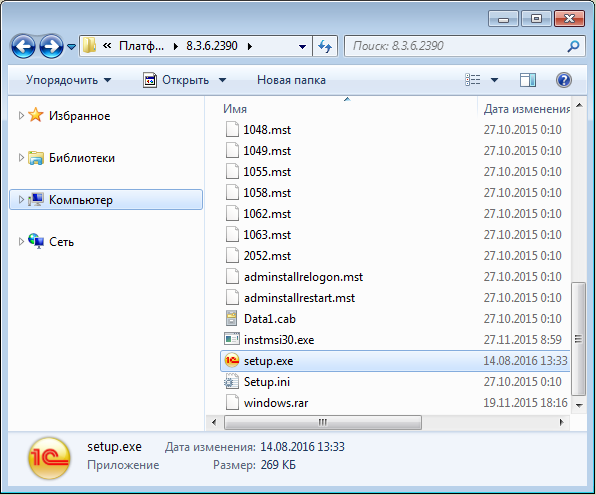 « Платф... ▸ 8.3.6.2390 ▸
Поиск: 8.3.6.2390
Упорядочить Открыть Новая папка
Имя Дата изменения
Избранное
Библиотеки
Компьютер
Сеть
1048.mst 27.10.2015 0:10
1049.mst 27.10.2015 0:10
1055.mst 27.10.2015 0:10
1058.mst 27.10.2015 0:10
1062.mst 27.10.2015 0:10
1063.mst 27.10.2015 0:10
2052.mst 27.10.2015 0:10
adminstallrelogon.mst 27.10.2015 0:10
adminstallrestart.mst 27.10.2015 0:10
Data1.cab 27.10.2015 0:10
instmsi30.exe 27.11.2015 8:59
setup.exe 14.08.2016 13:33
Setup.ini 27.10.2015 0:10
windows.rar 19.11.2015 18:16
1С
setup.exe Дата изменения: 14.08.2016 13:33
Приложение Размер: 269 КБ